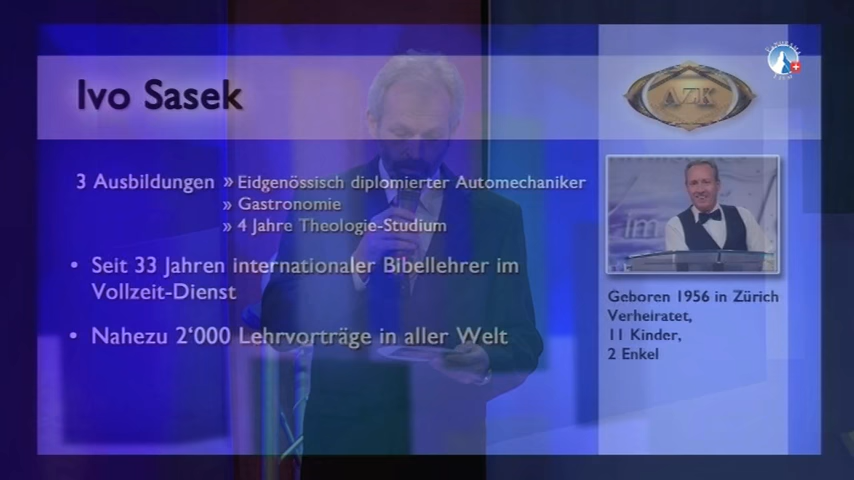 Ivo Sasek
AZK
3 Ausbildungen » Eidgenössisch diplomierter Automechaniker
» Gastronomie
» 4 Jahre Theologie-Studium
• Seit 33 Jahren internationaler Bibellehrer im
Vollzeit-Dienst
• Nahezu 2‘000 Lehrvorträge in aller Welt
Geboren 1956 in Zürich
Verheiratet,
11 Kinder,
2 Enkel